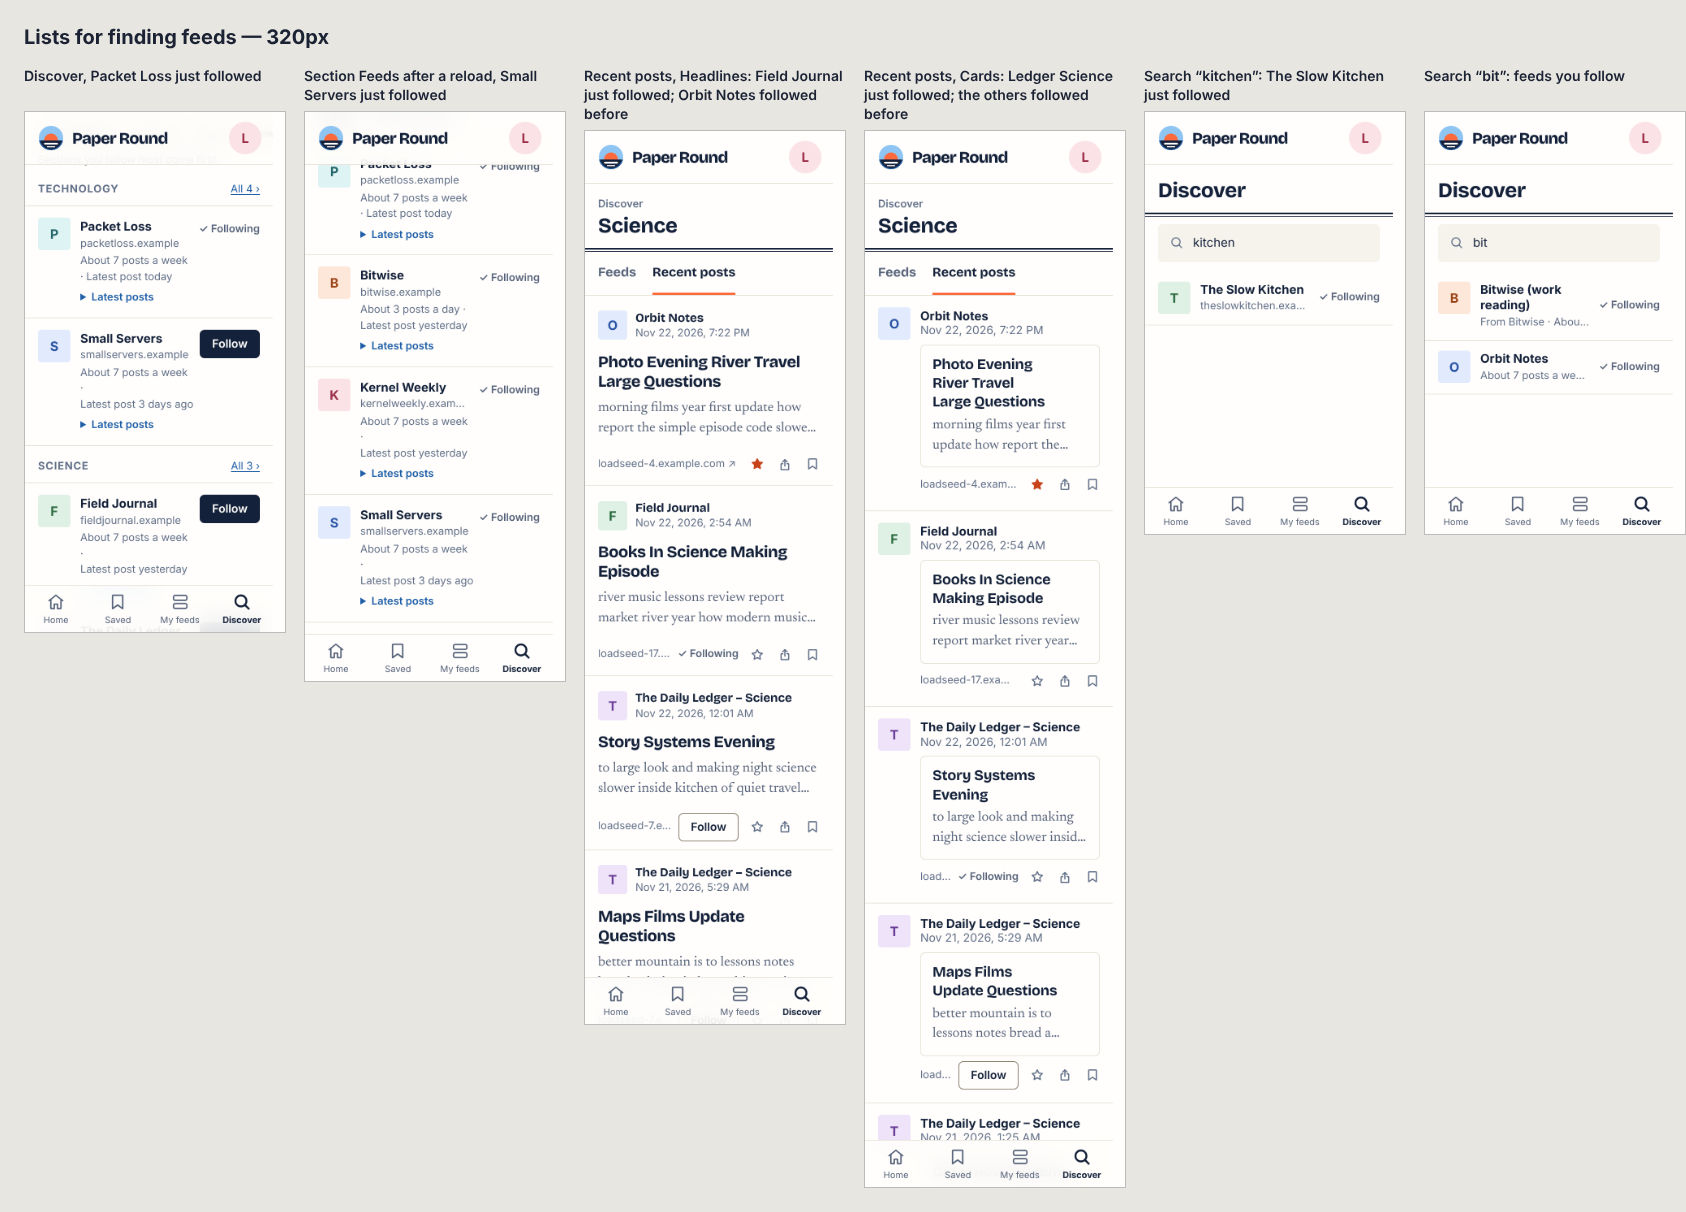 Lists for finding feeds — 320px
Discover, Packet Loss just followed
Paper Round
L
TECHNOLOGY
All 4 ›
P
Packet Loss
✓ Following
packetloss.example
About 7 posts a week
· Latest post today
▶ Latest posts
S
Small Servers
Follow
smallservers.example
About 7 posts a week
·
Latest post 3 days ago
▶ Latest posts
SCIENCE
All 3 ›
F
Field Journal
Follow
fieldjournal.example
About 7 posts a week
·
Latest post yesterday
The Daily Ledger
Home
Saved
My feeds
Discover
Section Feeds after a reload, Small
Servers just followed
Paper Round
L
P
Packet Loss
✓ Following
packetloss.example
About 7 posts a week
· Latest post today
▶ Latest posts
B
Bitwise
✓ Following
bitwise.example
About 3 posts a day ·
Latest post yesterday
▶ Latest posts
K
Kernel Weekly
✓ Following
kernelweekly.exam...
About 7 posts a week
·
Latest post yesterday
▶ Latest posts
S
Small Servers
✓ Following
smallservers.example
About 7 posts a week
·
Latest post 3 days ago
▶ Latest posts
Home
Saved
My feeds
Discover
Recent posts, Headlines: Field Journal
just followed; Orbit Notes followed
before
Paper Round
L
Discover
Science
Feeds
Recent posts
O
Orbit Notes
Nov 22, 2026, 7:22 PM
Photo Evening River Travel
Large Questions
morning films year first update how
report the simple episode code slowe...
loadseed-4.example.com ↗
F
Field Journal
Nov 22, 2026, 2:54 AM
Books In Science Making
Episode
river music lessons review report
market river year how modern music...
loadseed-17....
✓ Following
T
The Daily Ledger – Science
Nov 22, 2026, 12:01 AM
Story Systems Evening
to large look and making night science
slower inside kitchen of quiet travel...
loadseed-7.e...
Follow
T
The Daily Ledger – Science
Nov 21, 2026, 5:29 AM
Maps Films Update
Questions
better mountain is to lessons notes
Home
Saved
My feeds
Discover
Recent posts, Cards: Ledger Science
just followed; the others followed
before
Paper Round
L
Discover
Science
Feeds
Recent posts
O
Orbit Notes
Nov 22, 2026, 7:22 PM
Photo Evening
River Travel
Large Questions
morning films year first
update how report the...
loadseed-4.exam...
F
Field Journal
Nov 22, 2026, 2:54 AM
Books In Science
Making Episode
river music lessons review
report market river year...
loadseed-17.exa...
T
The Daily Ledger – Science
Nov 22, 2026, 12:01 AM
Story Systems
Evening
to large look and making
night science slower insid...
load...
✓ Following
T
The Daily Ledger – Science
Nov 21, 2026, 5:29 AM
Maps Films
Update Questions
better mountain is to
lessons notes bread a...
load...
Follow
T
The Daily Ledger – Science
Nov 21, 2026, 1:25 AM
Home
Saved
My feeds
Discover
Search “kitchen”: The Slow Kitchen
just followed
Paper Round
L
Discover
kitchen
T
The Slow Kitchen
✓ Following
theslowkitchen.exa...
Home
Saved
My feeds
Discover
Search “bit”: feeds you follow
Paper Round
L
Discover
bit
B
Bitwise (work
reading)
✓ Following
From Bitwise · Abou...
O
Orbit Notes
✓ Following
About 7 posts a we...
Home
Saved
My feeds
Discover